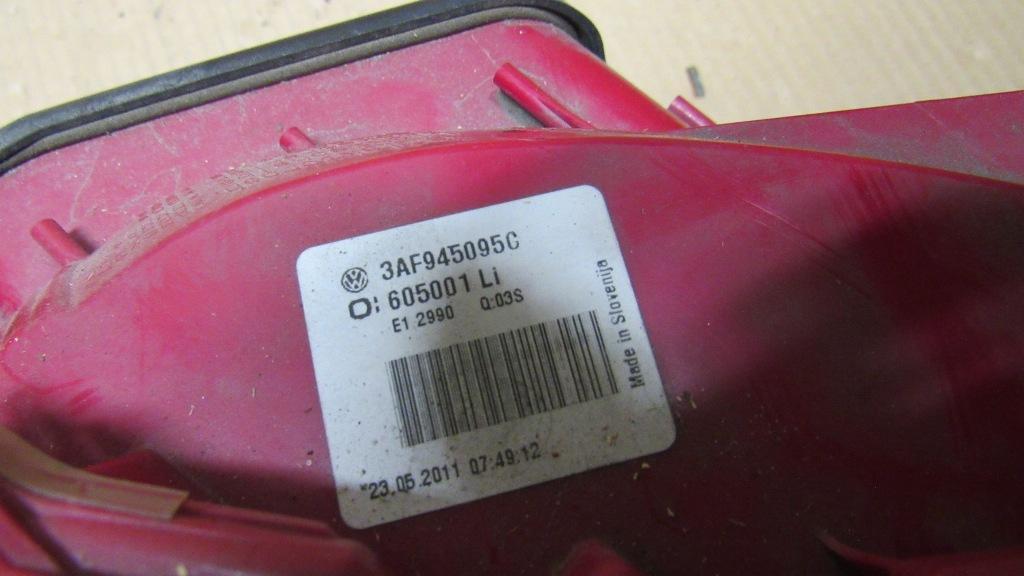 3AF945095C
605001 Li
E1 2990 Q:03S
Made in Slovenija
*23.05.2011 07:49:12